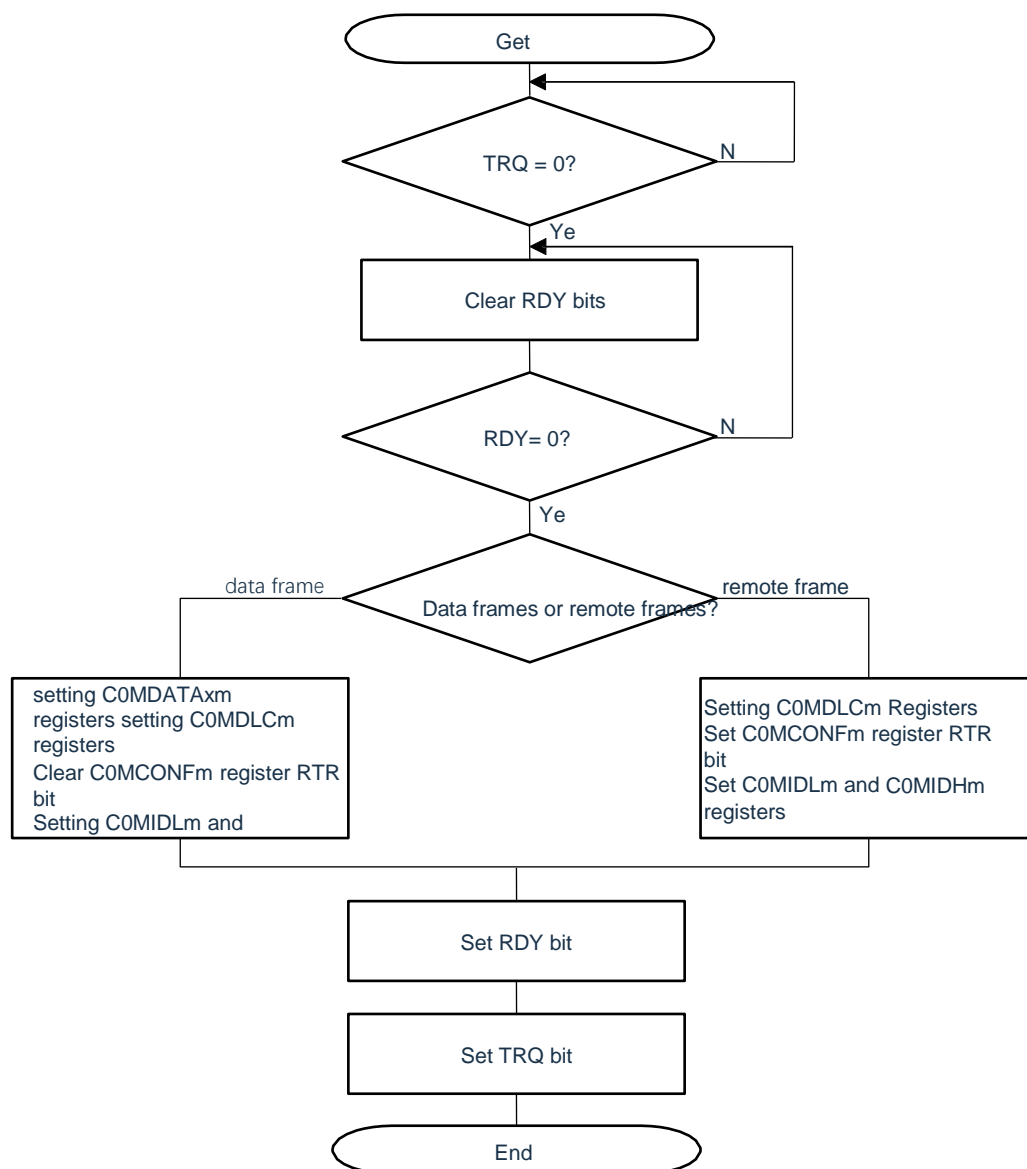 Get
TRQ = 0?
N
Ye
Clear RDY bits
RDY= 0?
N
Ye
data frame
Data frames or remote frames?
remote frame
setting C0MDATAxm
registers setting C0MDLCm
registers
Clear C0MCONFm register RTR
bit
Setting C0MIDLm and
Setting C0MDLCm Registers
Set C0MCONFm register RTR
bit
Set C0MIDLm and C0MIDHm
registers
Set RDY bit
Set TRQ bit
End